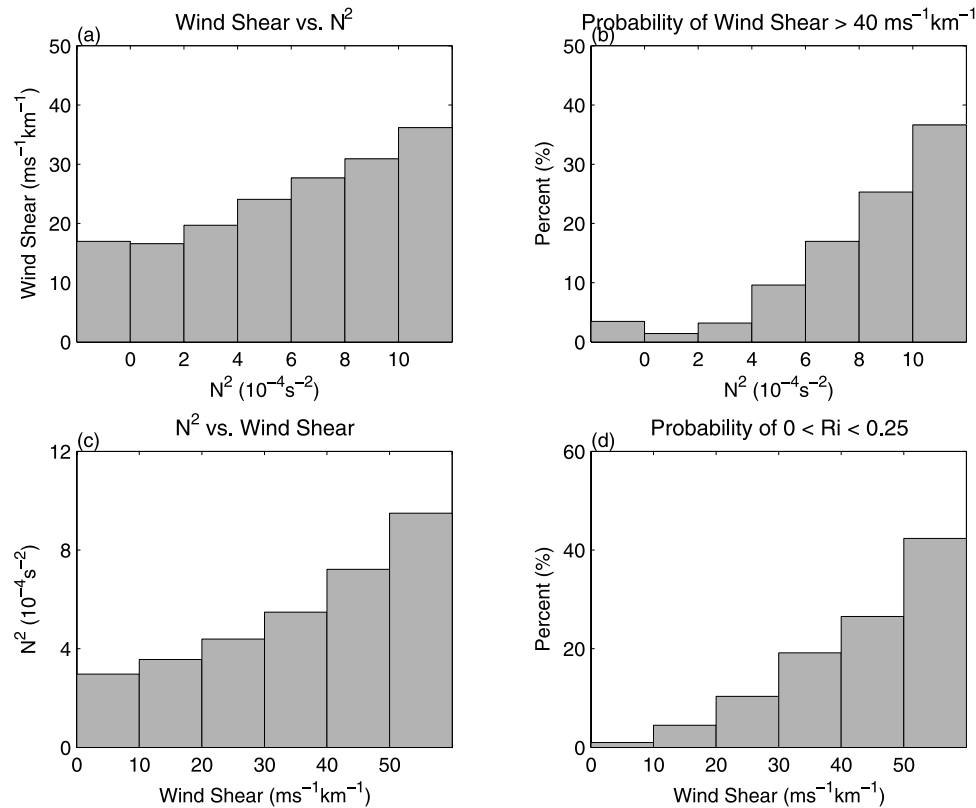 Wind Shear vs. N²
(a)
50
40
30
20
10
0
Wind Shear (ms⁻¹km⁻¹)
0 2 4 6 8 10
N² (10⁻⁴s⁻²)
Probability of Wind Shear > 40 ms⁻¹km⁻¹
(b)
50
40
30
20
10
0
Percent (%)
0 2 4 6 8 10
N² (10⁻⁴s⁻²)
N² vs. Wind Shear
(c)
12
8
4
0
N² (10⁻⁴s⁻²)
0 10 20 30 40 50
Wind Shear (ms⁻¹km⁻¹)
Probability of 0 < Ri < 0.25
(d)
60
40
20
0
Percent (%)
0 10 20 30 40 50
Wind Shear (ms⁻¹km⁻¹)